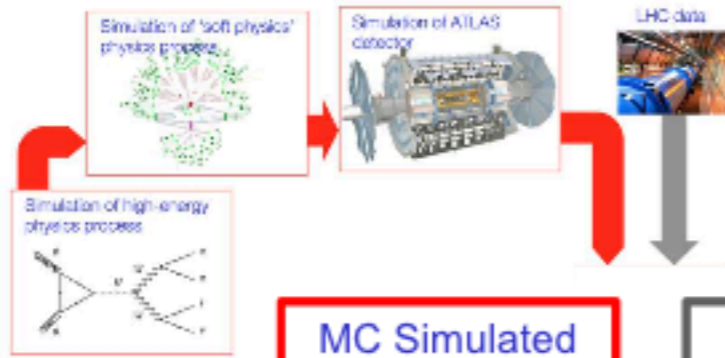 Simulation of 'soft physics'
physics process
Simulation of ATLAS
detector
LHC data
Simulation of high-energy
physics process
MC Simulated